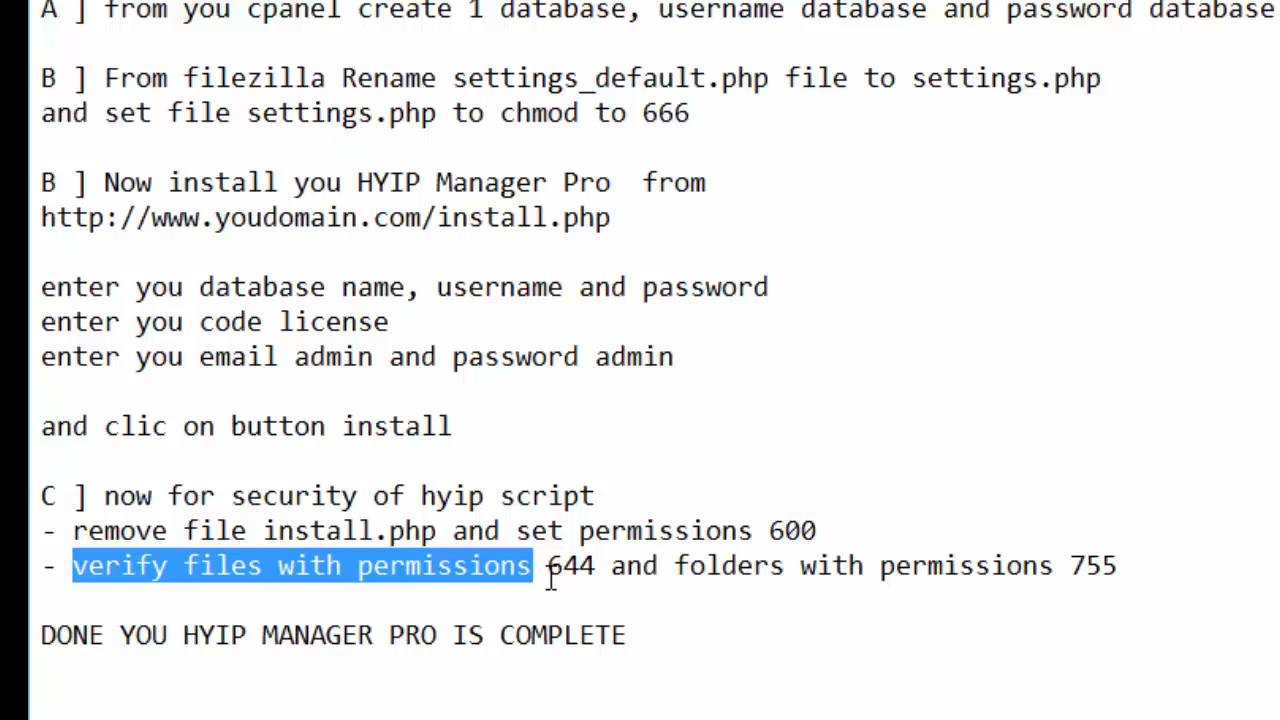 A ] from you cpanel create 1 database, username database and password database
B ] From filezilla Rename settings_default.php file to settings.php
and set file settings.php to chmod to 666
B ] Now install you HYIP Manager Pro  from
http://www.youdomain.com/install.php
enter you database name, username and password
enter you code license
enter you email admin and password admin
and clic on button install
C ] now for security of hyip script
- remove file install.php and set permissions 600
- verify files with permissions 644 and folders with permissions 755
DONE YOU HYIP MANAGER PRO IS COMPLETE